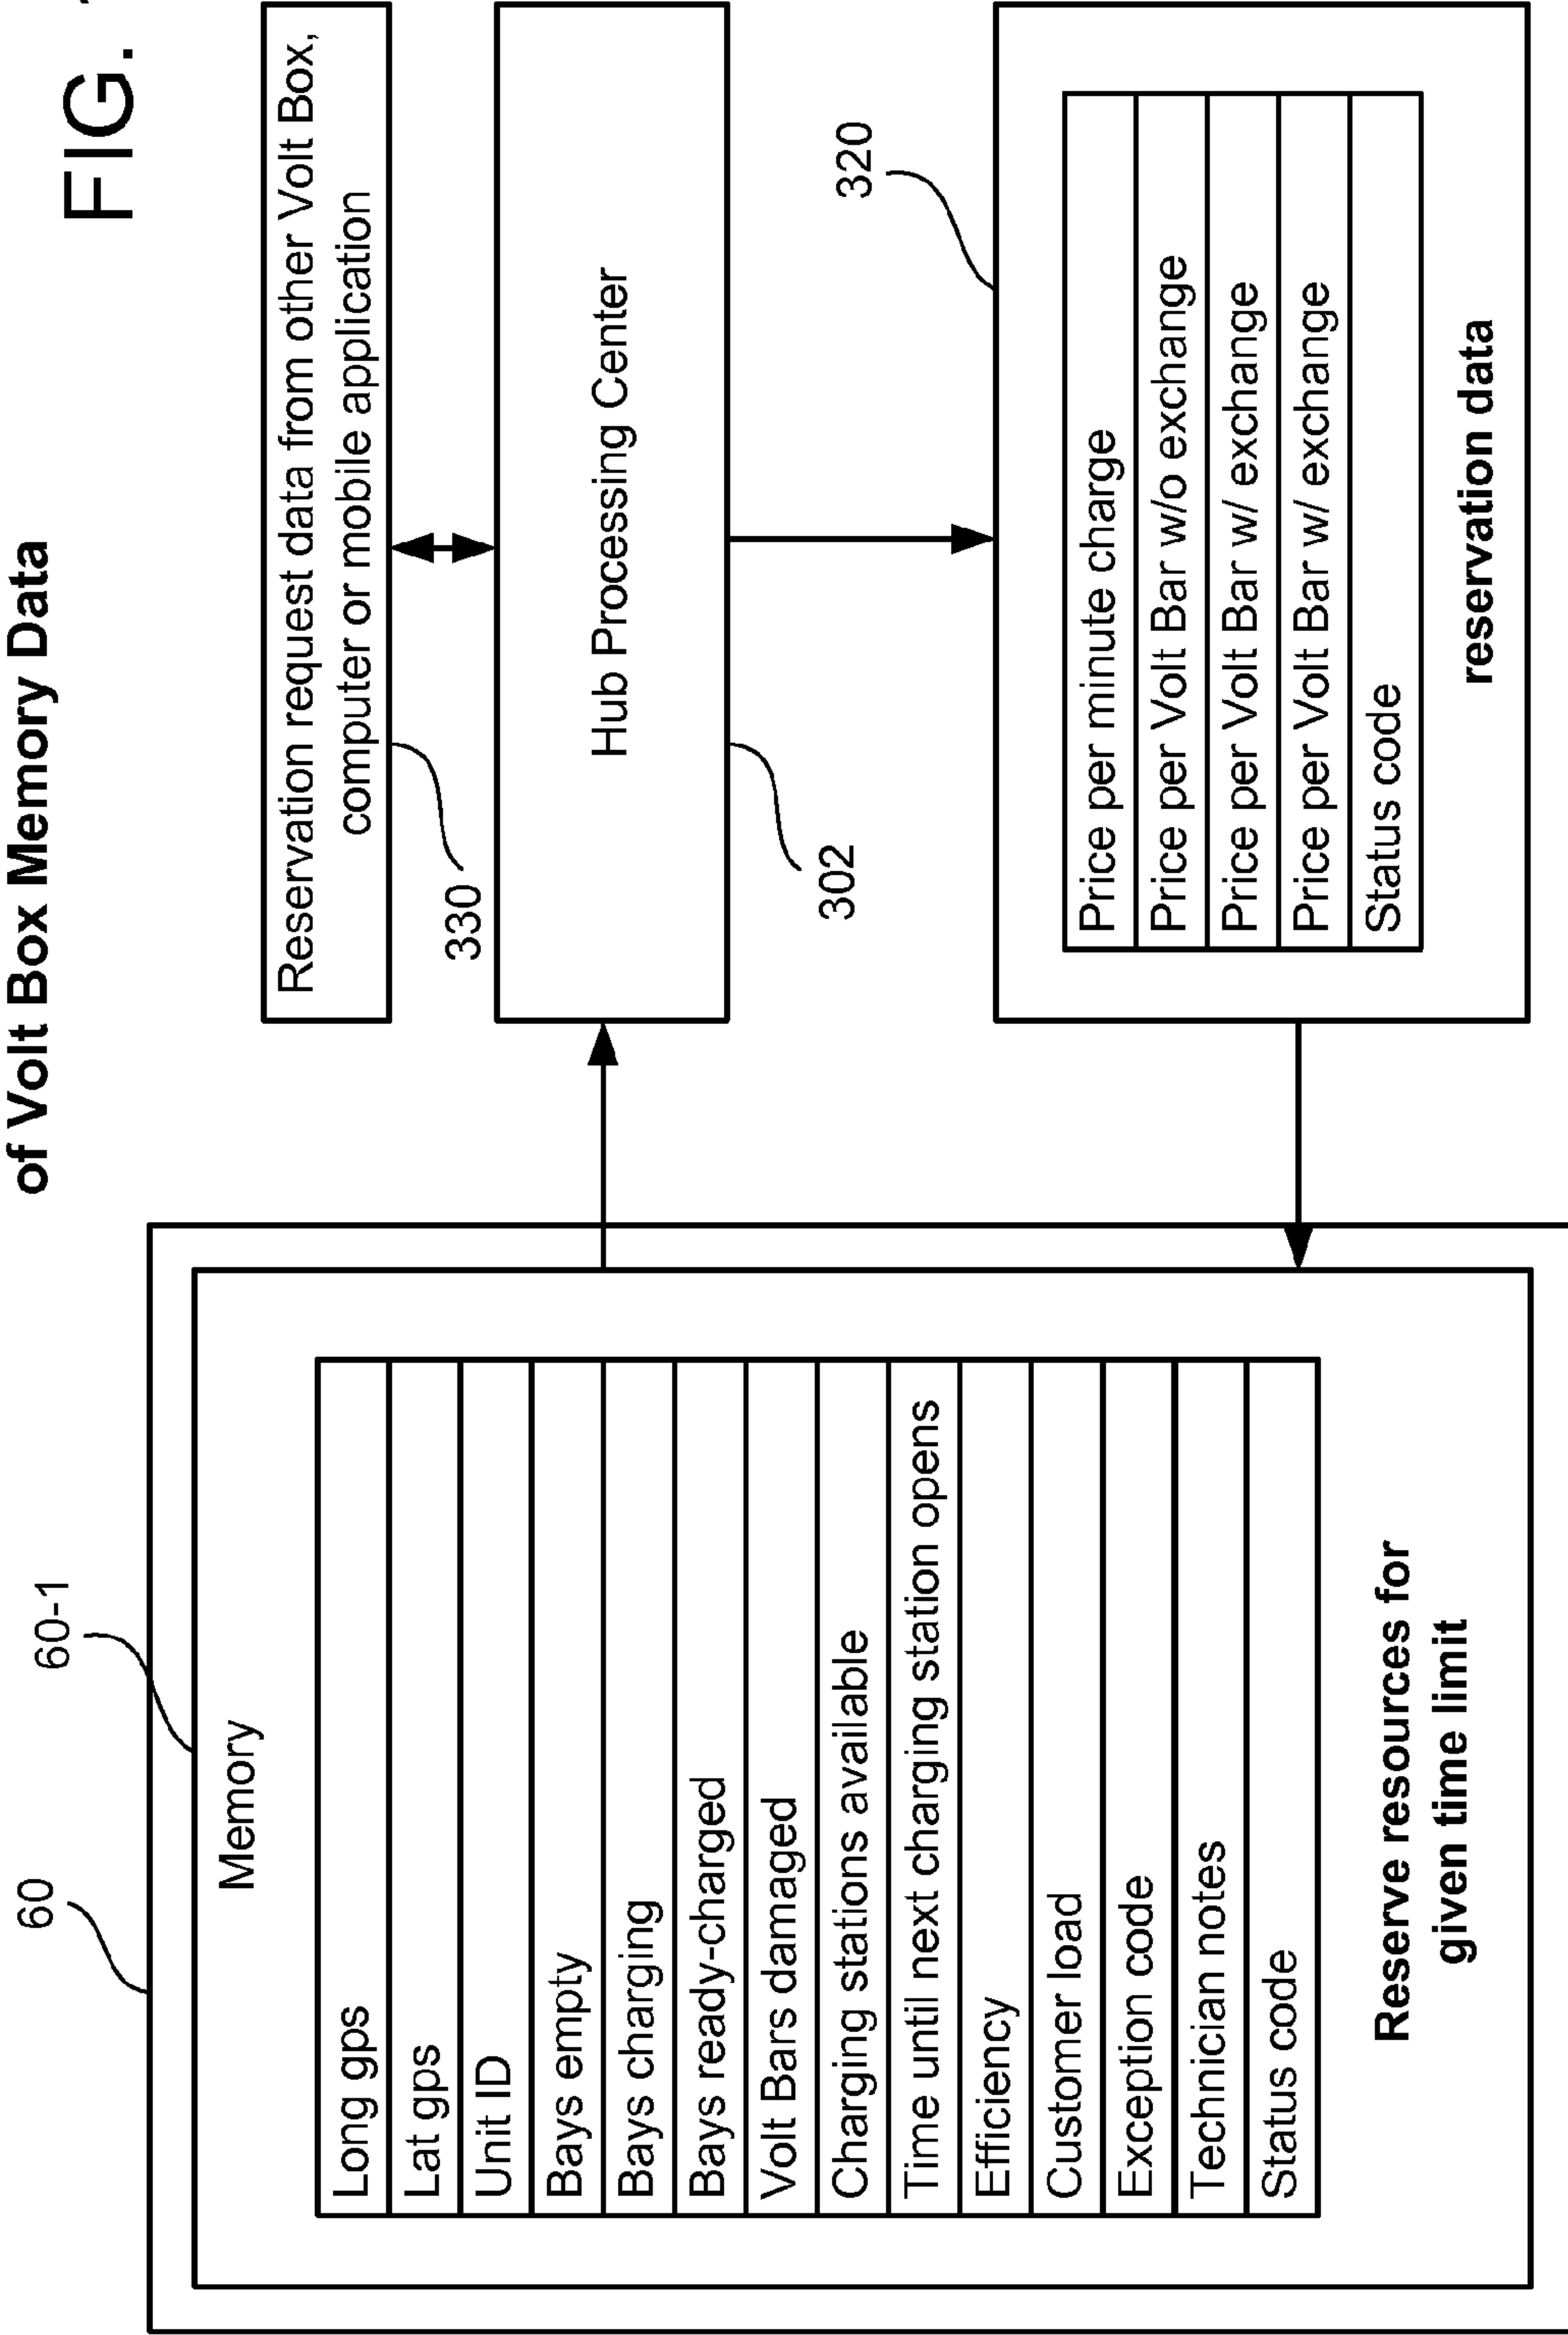 of Volt Box Memory Data
FIG.
60
60-1
Memory
Long gps
Lat gps
Unit ID
Bays empty
Bays charging
Bays ready-charged
Volt Bars damaged
Charging stations available
Time until next charging station opens
Efficiency
Customer load
Exception code
Technician notes
Status code
Reserve resources for
given time limit
Reservation request data from other Volt Box,
computer or mobile application
330
Hub Processing Center
302
320
Price per minute charge
Price per Volt Bar w/o exchange
Price per Volt Bar w/ exchange
Price per Volt Bar w/ exchange
Status code
reservation data